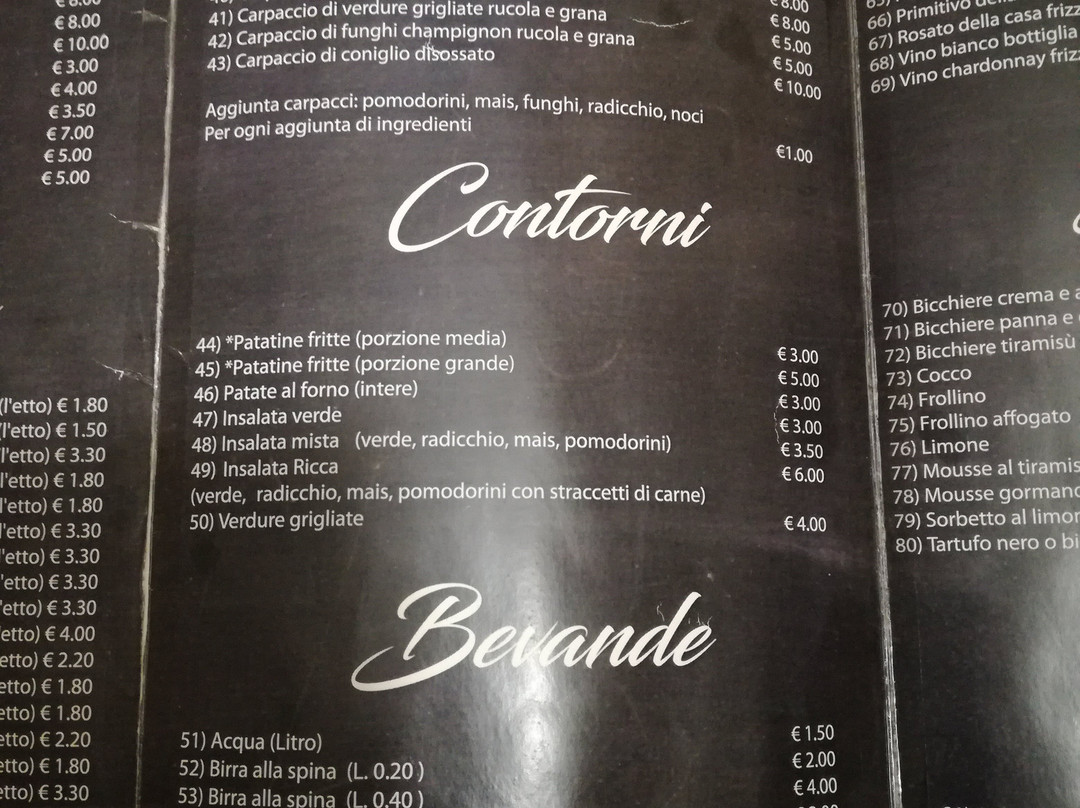 € 8.00
€ 10.00
€ 3.00
€ 4.00
€ 3.50
€ 7.00
€ 5.00
€ 5.00
(l'etto) € 1.80
(l'etto) € 1.50
l'etto) € 3.30
l'etto) € 1.80
l'etto) € 1.80
'etto) € 3.30
'etto) € 3.30
'etto) € 3.30
'etto) € 3.30
'etto) € 4.00
etto) € 2.20
etto) € 1.80
etto) € 1.80
etto) € 2.20
etto) € 1.80
etto) € 3.30
41) Carpaccio di verdure grigliate rucola e grana
42) Carpaccio di funghi champignon rucola e grana
43) Carpaccio di coniglio disossato
€ 8.00
€ 8.00
€ 5.00
€ 5.00
€ 10.00
Aggiunta carpacci: pomodorini, mais, funghi, radicchio, noci
Per ogni aggiunta di ingredienti
€1.00
Contorni
44) *Patatine fritte (porzione media) € 3.00
45) *Patatine fritte (porzione grande) € 5.00
46) Patate al forno (intere) € 3.00
47) Insalata verde € 3.00
48) Insalata mista (verde, radicchio, mais, pomodorini) € 3.50
49) Insalata Ricca € 6.00
(verde, radicchio, mais, pomodorini con straccetti di carne)
50) Verdure grigliate € 4.00
Bevande
51) Acqua (Litro) € 1.50
52) Birra alla spina (L. 0.20 ) € 2.00
53) Birra alla spina (L. 0.40 ) € 4.00
66) Primitivo
67) Rosato della casa frizz
68) Vino bianco bottiglia
69) Vino chardonnay friz
70) Bicchiere crema e
71) Bicchiere panna e
72) Bicchiere tiramisù
73) Cocco
74) Frollino
75) Frollino affogato
76) Limone
77) Mousse al tiramis
78) Mousse gorman
79) Sorbetto al limon
80) Tartufo nero o bi